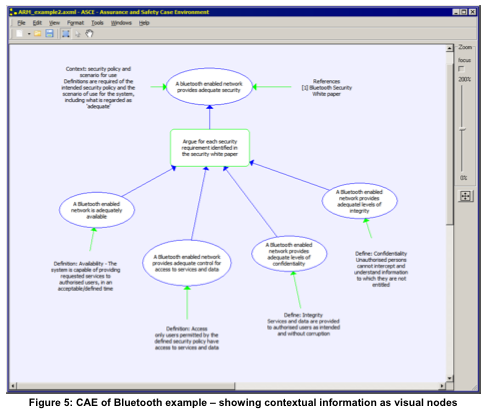 ARM_example2.axml - ASCE - Assurance and Safety Case Environment
File Edit View Format Tools Windows Help
Zoom
focus
200%
0%
Context: security policy and
scenario for use
Definitions are required of the
intended security policy and the
scenario of use for the system,
including what is regarded as
'adequate'
A bluetooth enabled network
provides adequate security
References
[1] Bluetooth Security
White paper
Argue for each security
requirement identified in
the security white paper
A Bluetooth enabled
network is adequately
available
A Bluetooth enabled network
provides adequate control for
access to services and data
A Bluetooth enabled
network provides
adequate levels of
confidentiality
A Bluetooth enabled
network provides
adequate levels of
integrity
Definition: Availability - The
system is capable of providing
requested services to
authorised users, in an
acceptable/defined time
Definition: Access
only users permitted by the
defined security policy have
access to services and data
Define: Integrity
Services and data are provided
to authorised users as intended
and without corruption
Define: Confidentiality
Unauthorised persons
cannot intercept and
understand information
to which they are not
entitled
Figure 5: CAE of Bluetooth example – showing contextual information as visual nodes